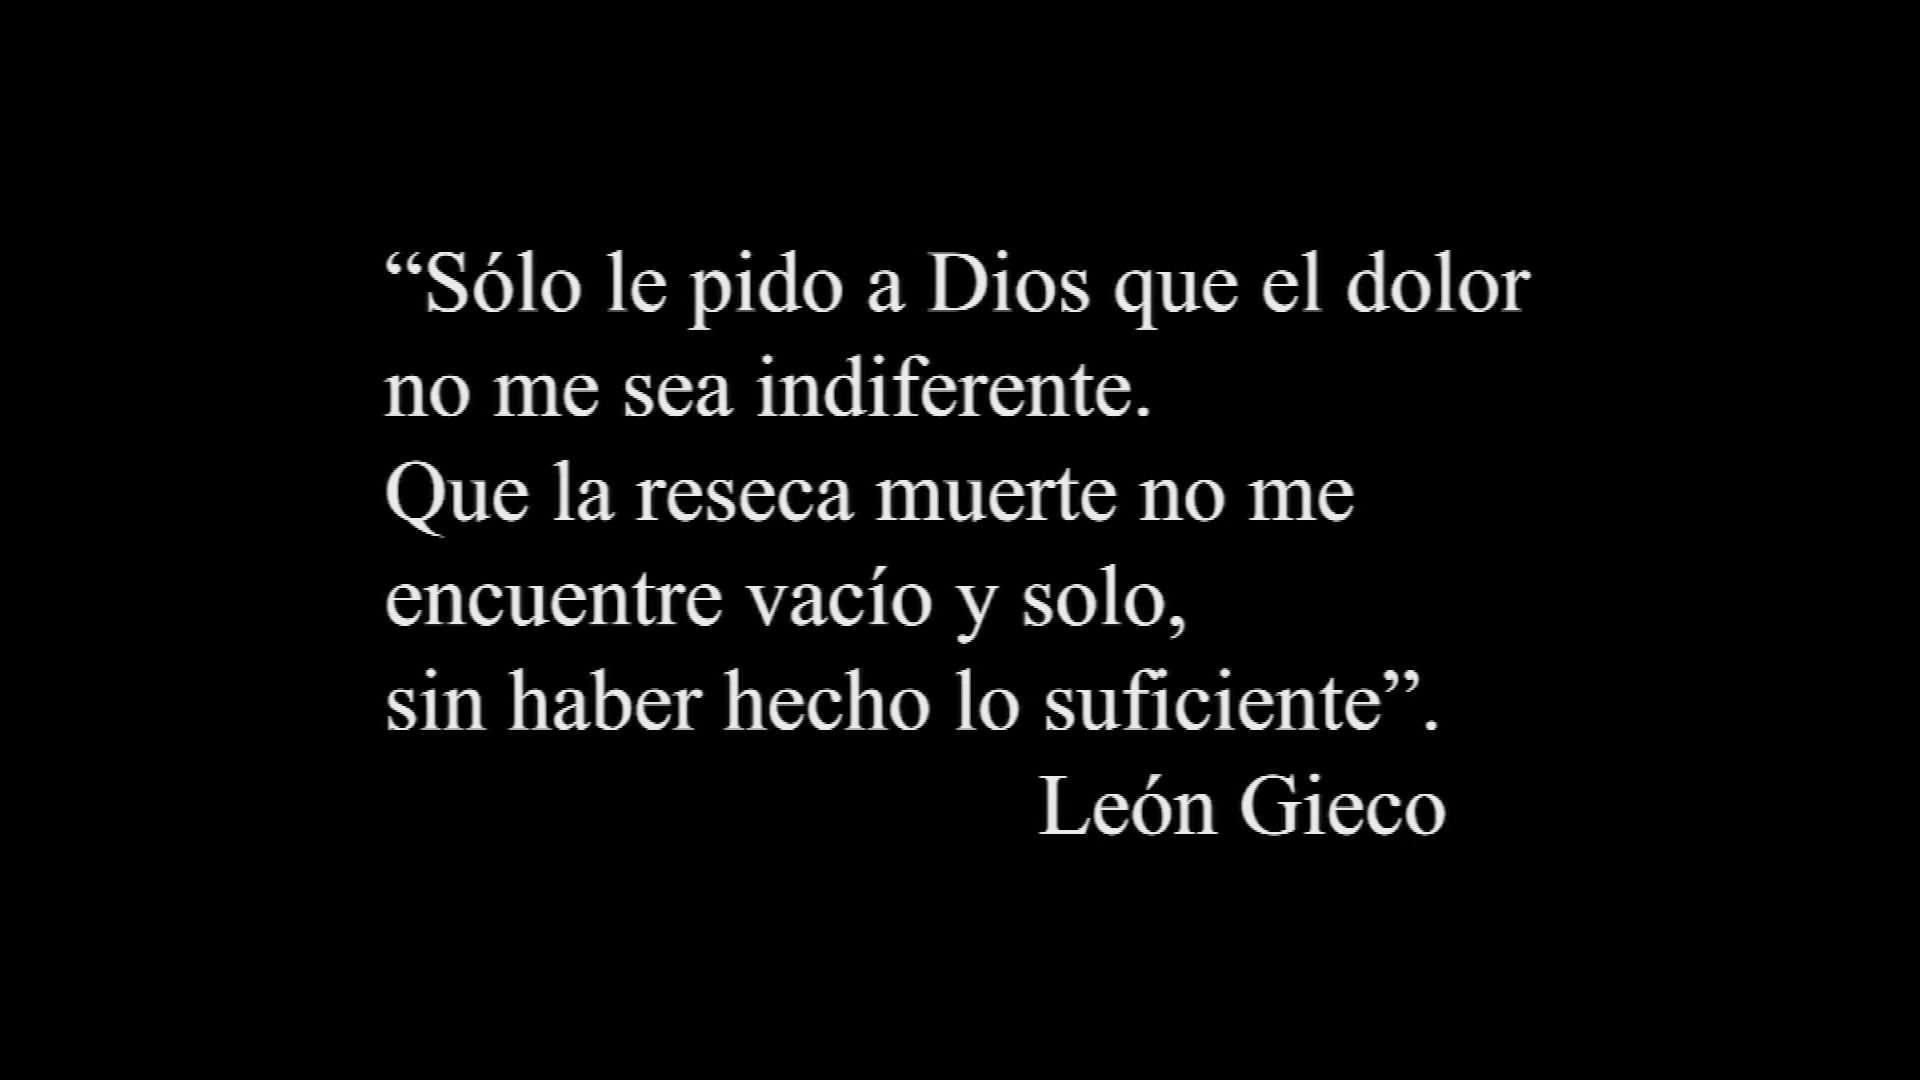 “Sólo le pido a Dios que el dolor
no me sea indiferente.
Que la reseca muerte no me
encuentre vacío y solo,
sin haber hecho lo suficiente”.
León Gieco